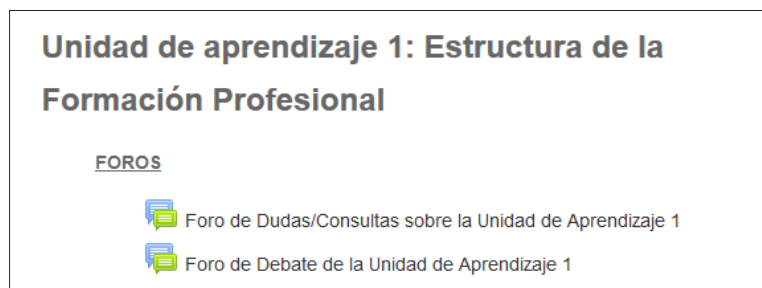 Unidad de aprendizaje 1: Estructura de la
Formación Profesional
FOROS
Foro de Dudas/Consultas sobre la Unidad de Aprendizaje 1
Foro de Debate de la Unidad de Aprendizaje 1